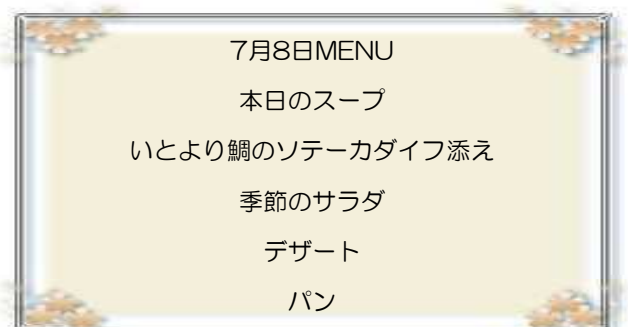 7月8日MENU
本日のスープ
いとより鯛のソテーカダイフ添え
季節のサラダ
デザート
パン